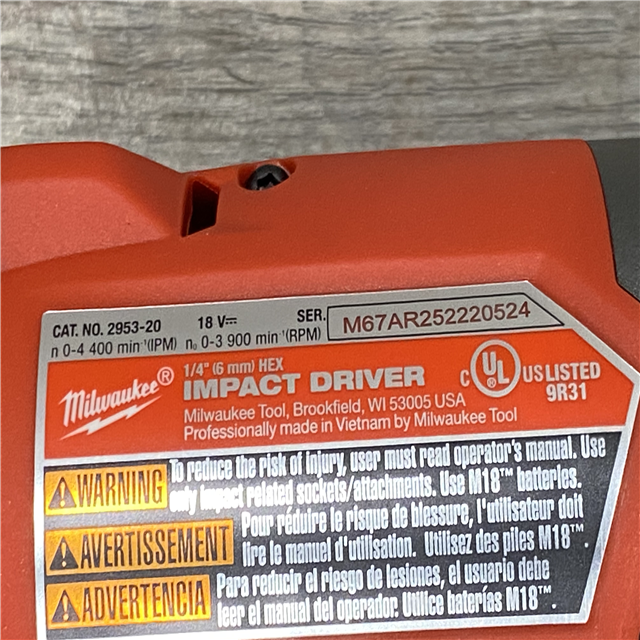 CAT. NO. 2953-20 18 V⎓ SER. M67AR252220524
n 0-4 400 min⁻¹(IPM) n₀ 0-3 900 min⁻¹(RPM)
Milwaukee®
1/4" (6 mm) HEX
IMPACT DRIVER
Milwaukee Tool, Brookfield, WI 53005 USA
Professionally made in Vietnam by Milwaukee Tool
C UL® US LISTED
9R31
WARNING To reduce the risk of injury, user must read operator's manual. Use
only impact related sockets/attachments. Use M18™ batteries.
AVERTISSEMENT Pour réduire le risque de blessure, l'utilisateur doit
lire le manuel d'utilisation. Utilisez des piles M18™.
ADVERTENCIA Para reducir el riesgo de lesiones, el usuario debe
leer el manual del operador. Utilice baterías M18™.